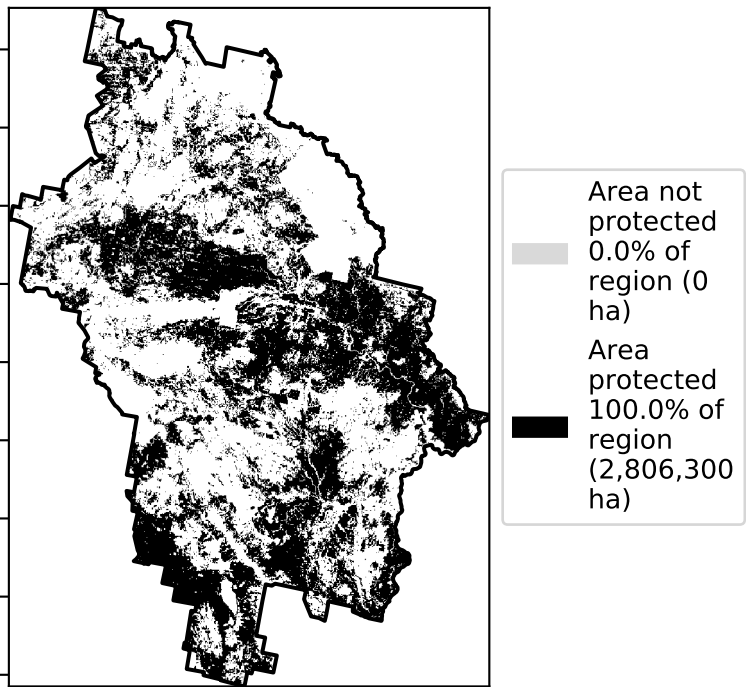 Area not
protected
0.0% of
region (0
ha)
Area
protected
100.0% of
region
(2,806,300
ha)